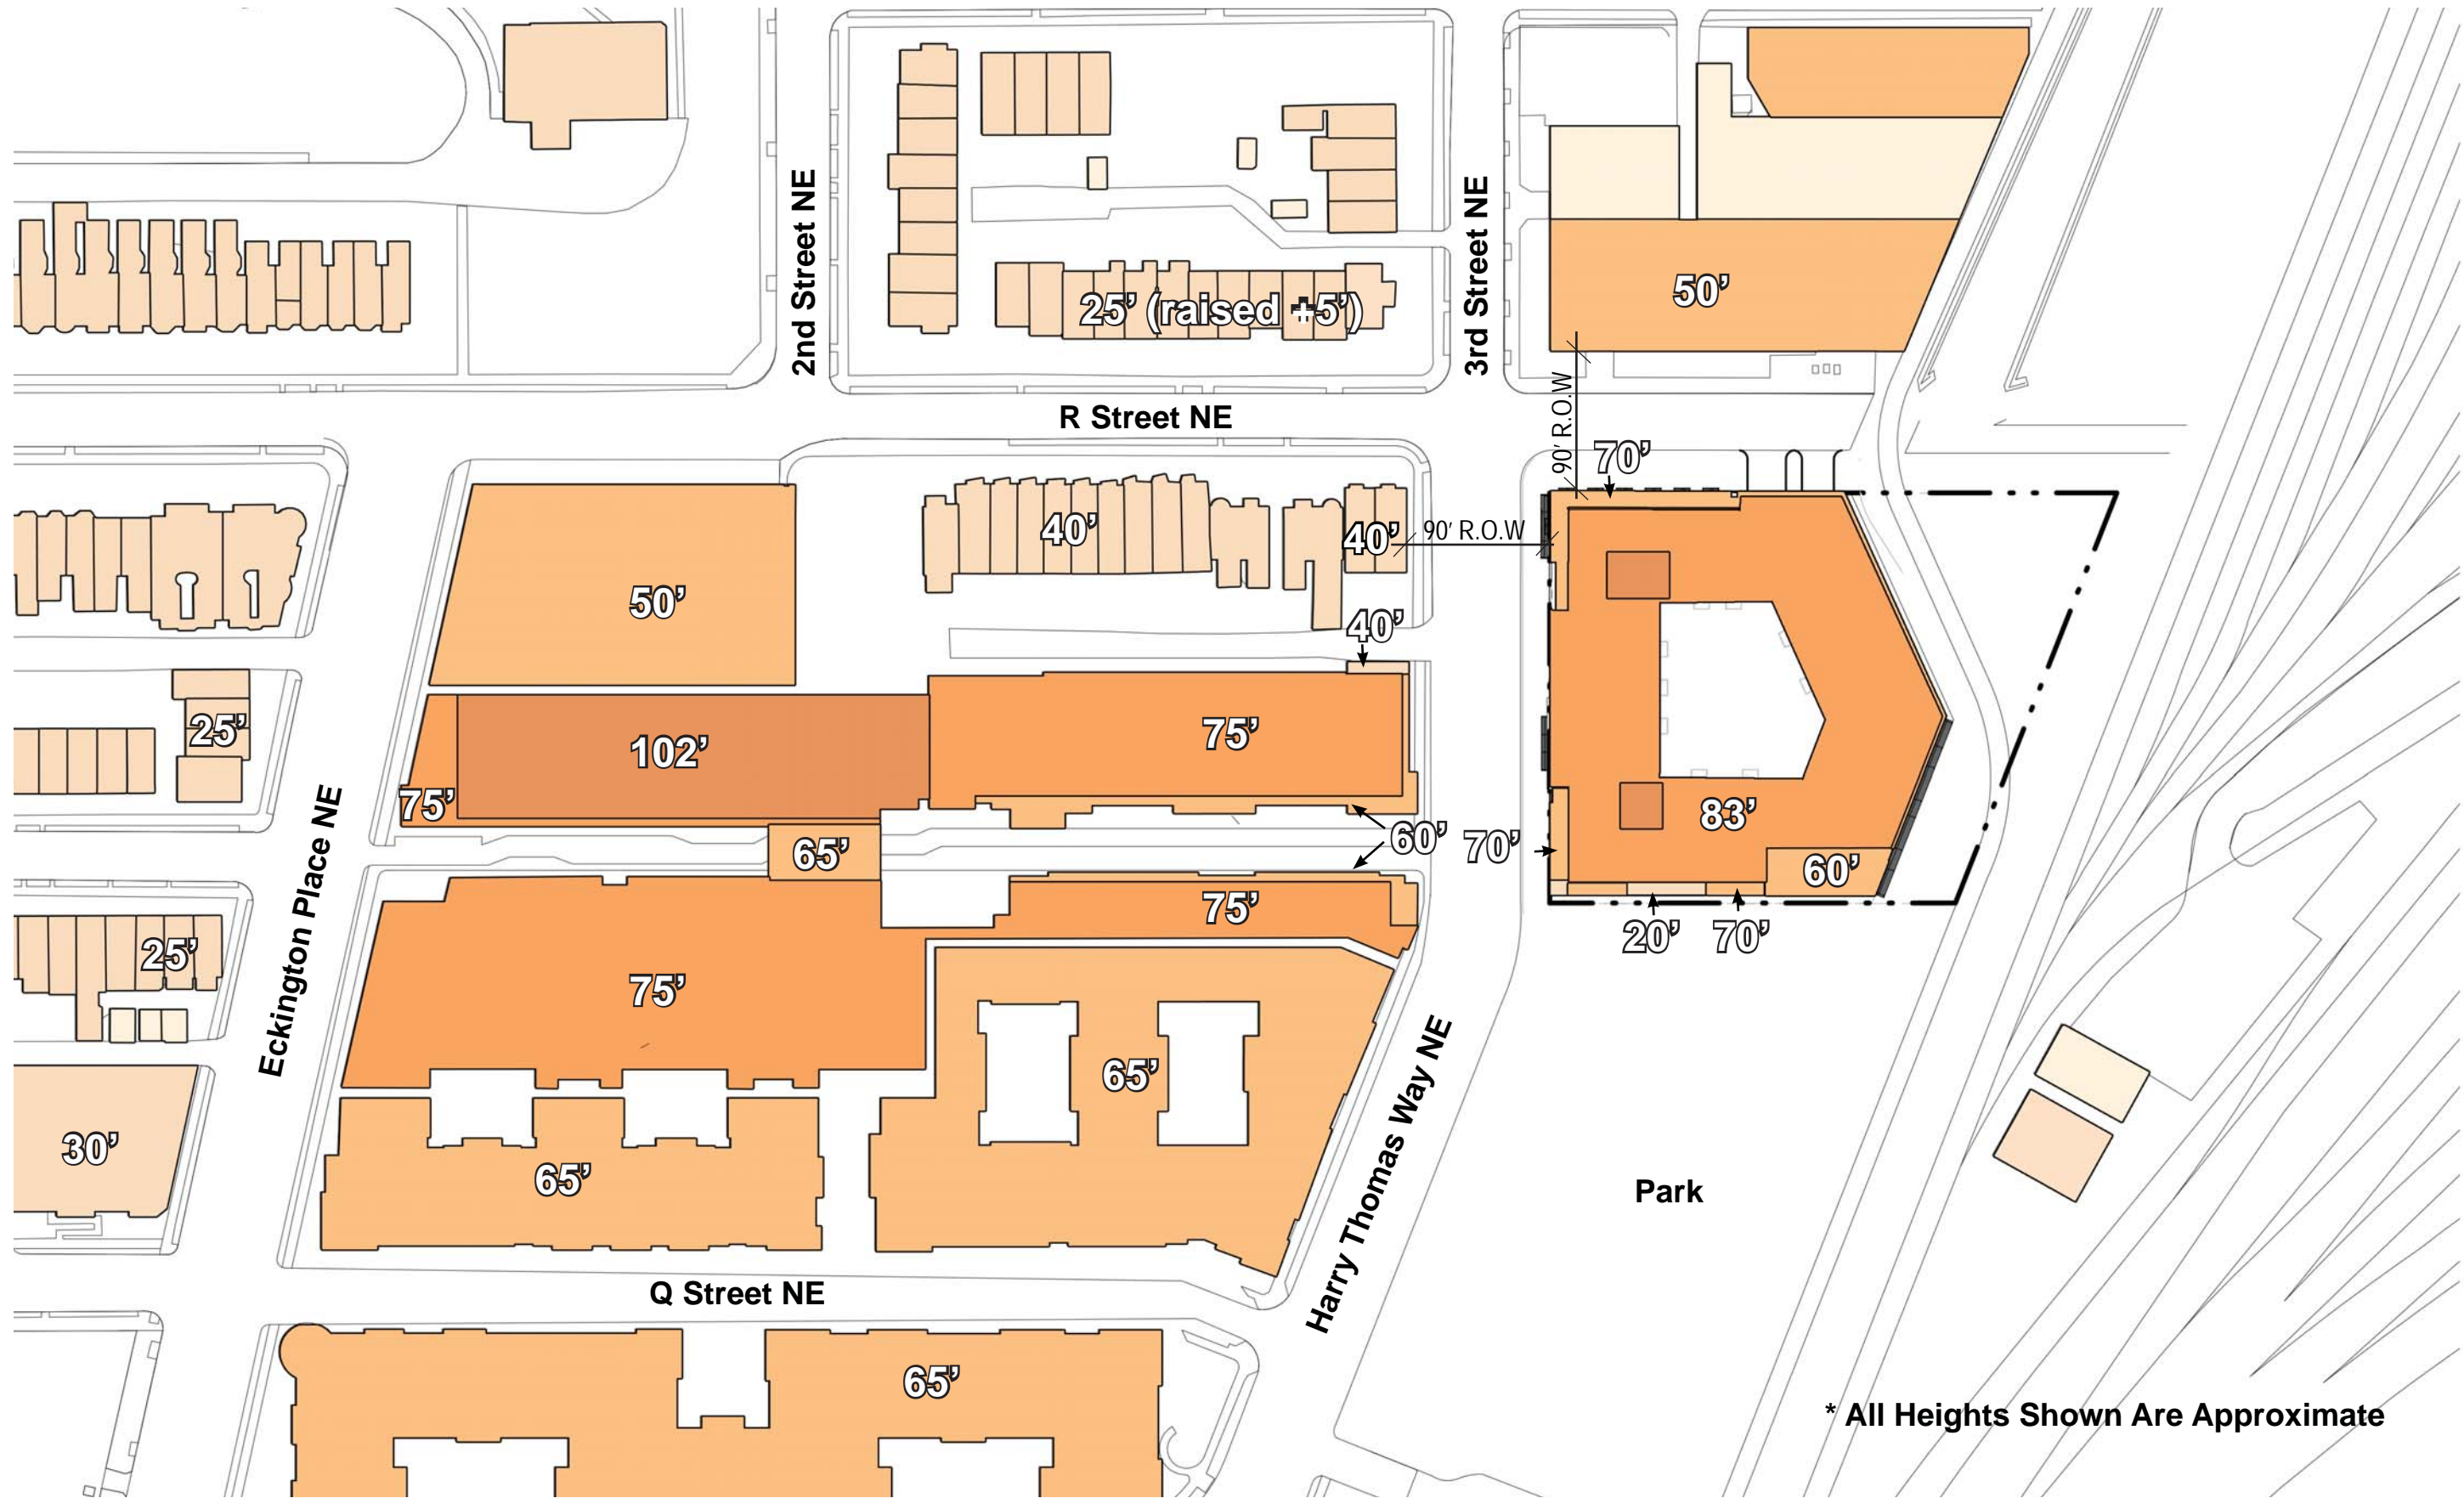 2nd Street NE
3rd Street NE
50’
25’ (raised +5’)
R Street NE
90’ R.O.W
70’
40’
40’
90’ R.O.W
50’
40’
25’
102’
75’
75’
83’
60’
70’
65’
60’
75’
20’
70’
25’
75’
Eckington Place NE
65’
Harry Thomas Way NE
30’
65’
Park
Q Street NE
65’
* All Heights Shown Are Approximate